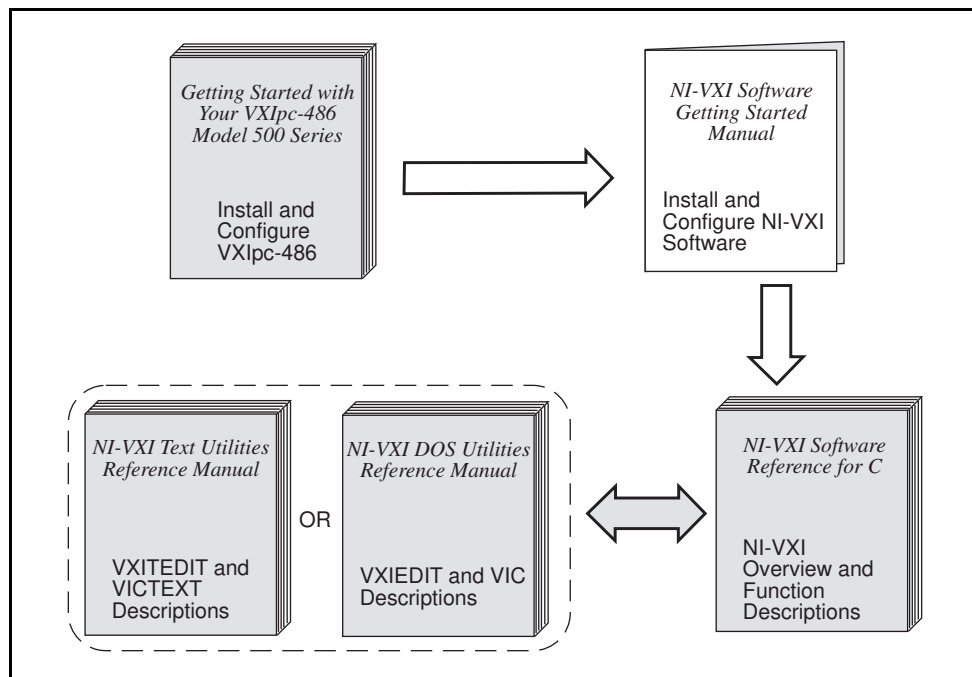 Getting Started with
Your VXIpc-486
Model 500 Series
Install and
Configure
VXIpc-486
NI-VXI Software
Getting Started
Manual
Install and
Configure NI-VXI
Software
NI-VXI Text Utilities
Reference Manual
VXITEDIT and
VICTEXT
Descriptions
OR
NI-VXI DOS Utilities
Reference Manual
VXIEDIT and VIC
Descriptions
NI-VXI Software
Reference for C
NI-VXI
Overview and
Function
Descriptions